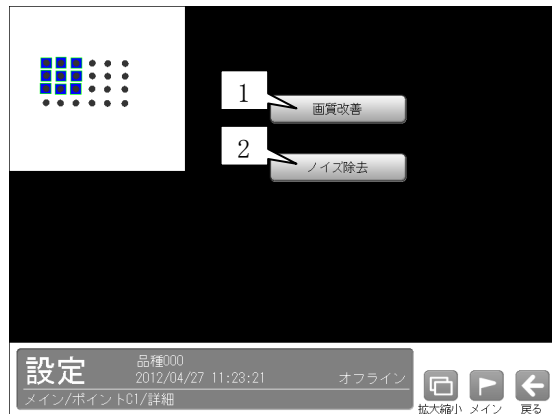 1
画質改善
2
ノイズ除去
設定
品種000
2012/04/27 11:23:21
オフライン
メイン/ポイントC1/詳細
拡大縮小
メイン
戻る